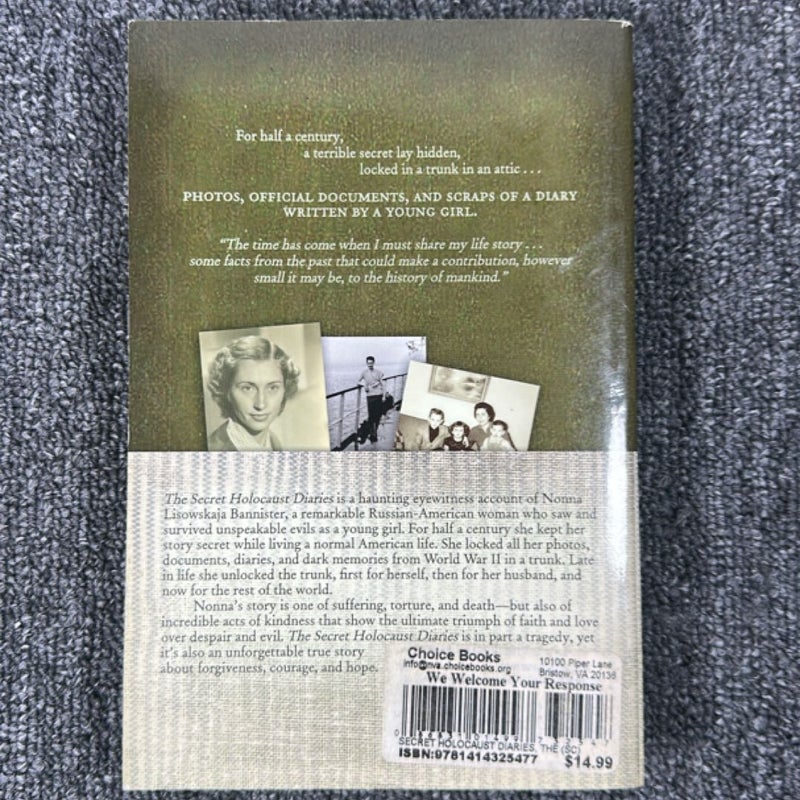 For half a century,
a terrible secret lay hidden,
locked in a trunk in an attic . . .
PHOTOS, OFFICIAL DOCUMENTS, AND SCRAPS OF A DIARY
WRITTEN BY A YOUNG GIRL.
“The time has come when I must share my life story . . .
some facts from the past that could make a contribution, however
small it may be, to the history of mankind.”
The Secret Holocaust Diaries is a haunting eyewitness account of Nonna
Lisowskaja Bannister, a remarkable Russian-American woman who saw and
survived unspeakable evils as a young girl. For half a century she kept her
story secret while living a normal American life. She locked all her photos,
documents, diaries, and dark memories from World War II in a trunk. Late
in life she unlocked the trunk, first for herself, then for her husband, and
now for the rest of the world.
Nonna’s story is one of suffering, torture, and death—but also of
incredible acts of kindness that show the ultimate triumph of faith and love
over despair and evil. The Secret Holocaust Diaries is in part a tragedy, yet
it’s also an unforgettable true story
about forgiveness, courage, and hope.
Choice Books
info@nva.choicebooks.org
10100 Piper Lane
Bristow, VA 20136
We Welcome Your Response
SECRET HOLOCAUST DIARIES, THE (SC)
ISBN:9781414325477
$14.99